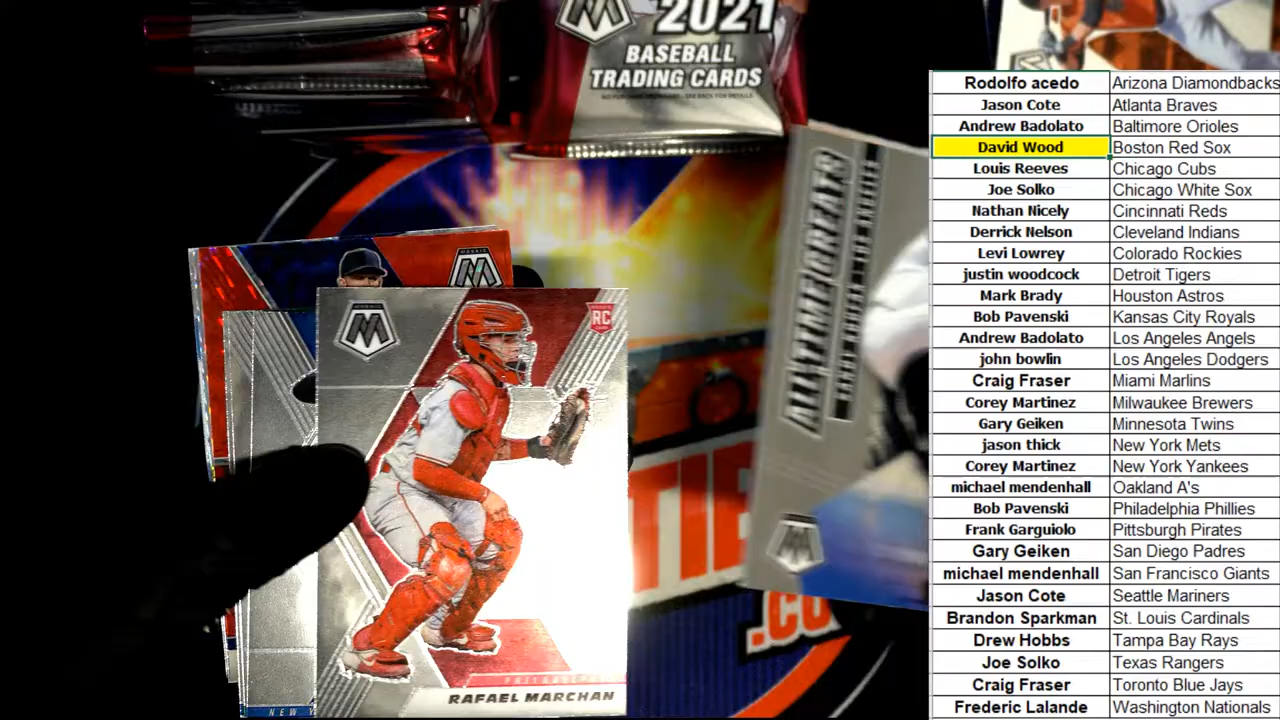 2021
BASEBALL
TRADING CARDS
RC
PHILADELPHIA
RAFAEL MARCHAN
NEW Y
ALL-TIME GREATS
TIE
.CO
Rodolfo acedo Arizona Diamondbacks
Jason Cote Atlanta Braves
Andrew Badolato Baltimore Orioles
David Wood Boston Red Sox
Louis Reeves Chicago Cubs
Joe Solko Chicago White Sox
Nathan Nicely Cincinnati Reds
Derrick Nelson Cleveland Indians
Levi Lowrey Colorado Rockies
justin woodcock Detroit Tigers
Mark Brady Houston Astros
Bob Pavenski Kansas City Royals
Andrew Badolato Los Angeles Angels
john bowlin Los Angeles Dodgers
Craig Fraser Miami Marlins
Corey Martinez Milwaukee Brewers
Gary Geiken Minnesota Twins
jason thick New York Mets
Corey Martinez New York Yankees
michael mendenhall Oakland A's
Bob Pavenski Philadelphia Phillies
Frank Garguiolo Pittsburgh Pirates
Gary Geiken San Diego Padres
michael mendenhall San Francisco Giants
Jason Cote Seattle Mariners
Brandon Sparkman St. Louis Cardinals
Drew Hobbs Tampa Bay Rays
Joe Solko Texas Rangers
Craig Fraser Toronto Blue Jays
Frederic Lalande Washington Nationals